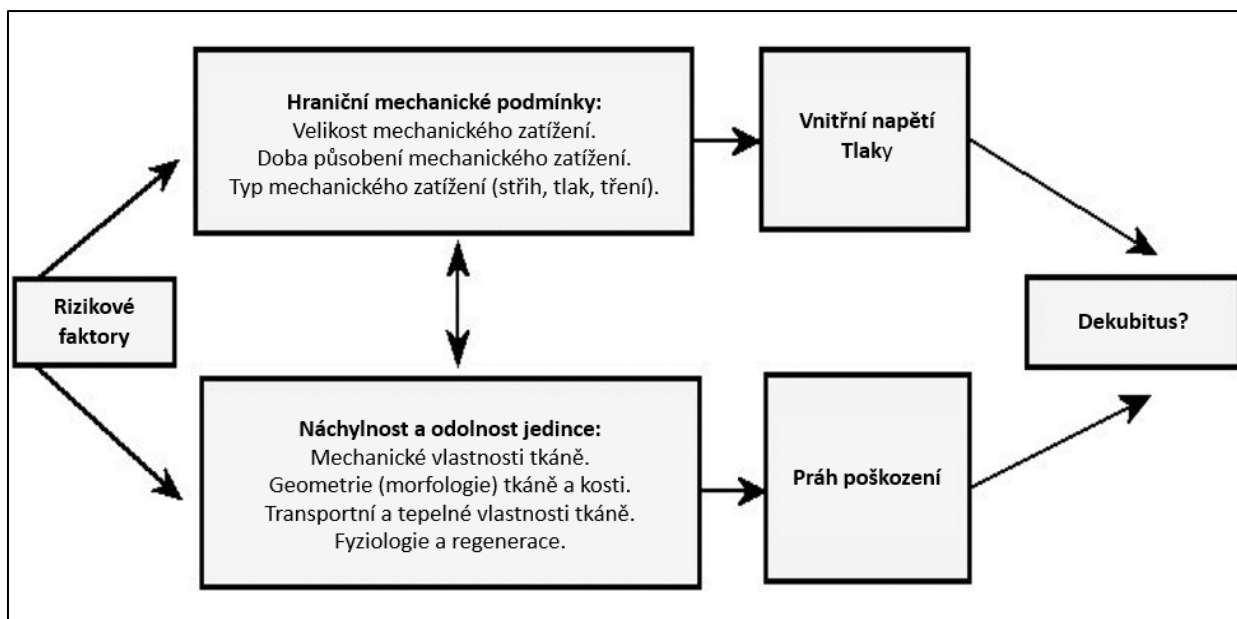 Hraniční mechanické podmínky:
Velikost mechanického zatížení.
Doba působení mechanického zatížení.
Typ mechanického zatížení (střih, tlak, tření).
Vnitřní napětí
Tlaky
Rizikové
faktory
Dekubitus?
Náchylnost a odolnost jedince:
Mechanické vlastnosti tkáně.
Geometrie (morfologie) tkáně a kosti.
Transportní a tepelné vlastnosti tkáně.
Fyziologie a regenerace.
Práh poškození